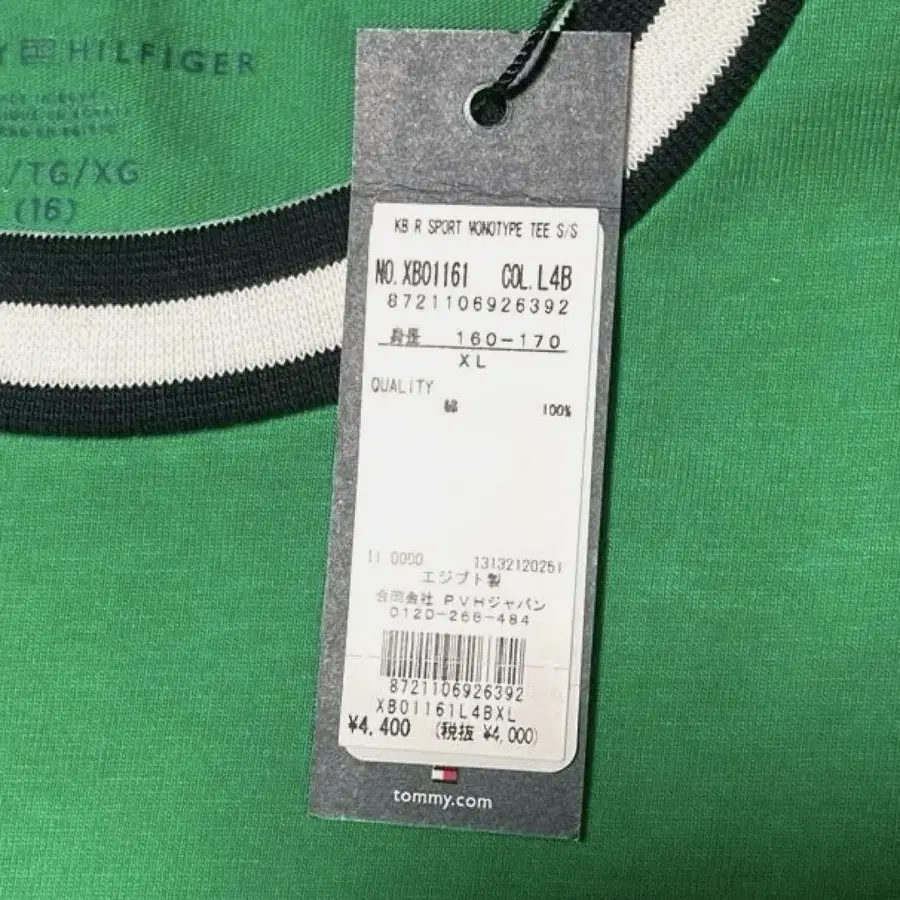 Y HILFIGER
/TG/XG
(16)
KB R SPORT MONOTYPE TEE S/S
NO. XB01161 COL. L4B
8721106926392
身長 160-170
XL
QUALITY
綿 100%
11 0000 13132120251
エジプト製
合同会社 PVHジャパン
0120-266-484
8721106926392
XB01161L4BXL
¥4,400 (税抜 ¥4,000)
tommy.com